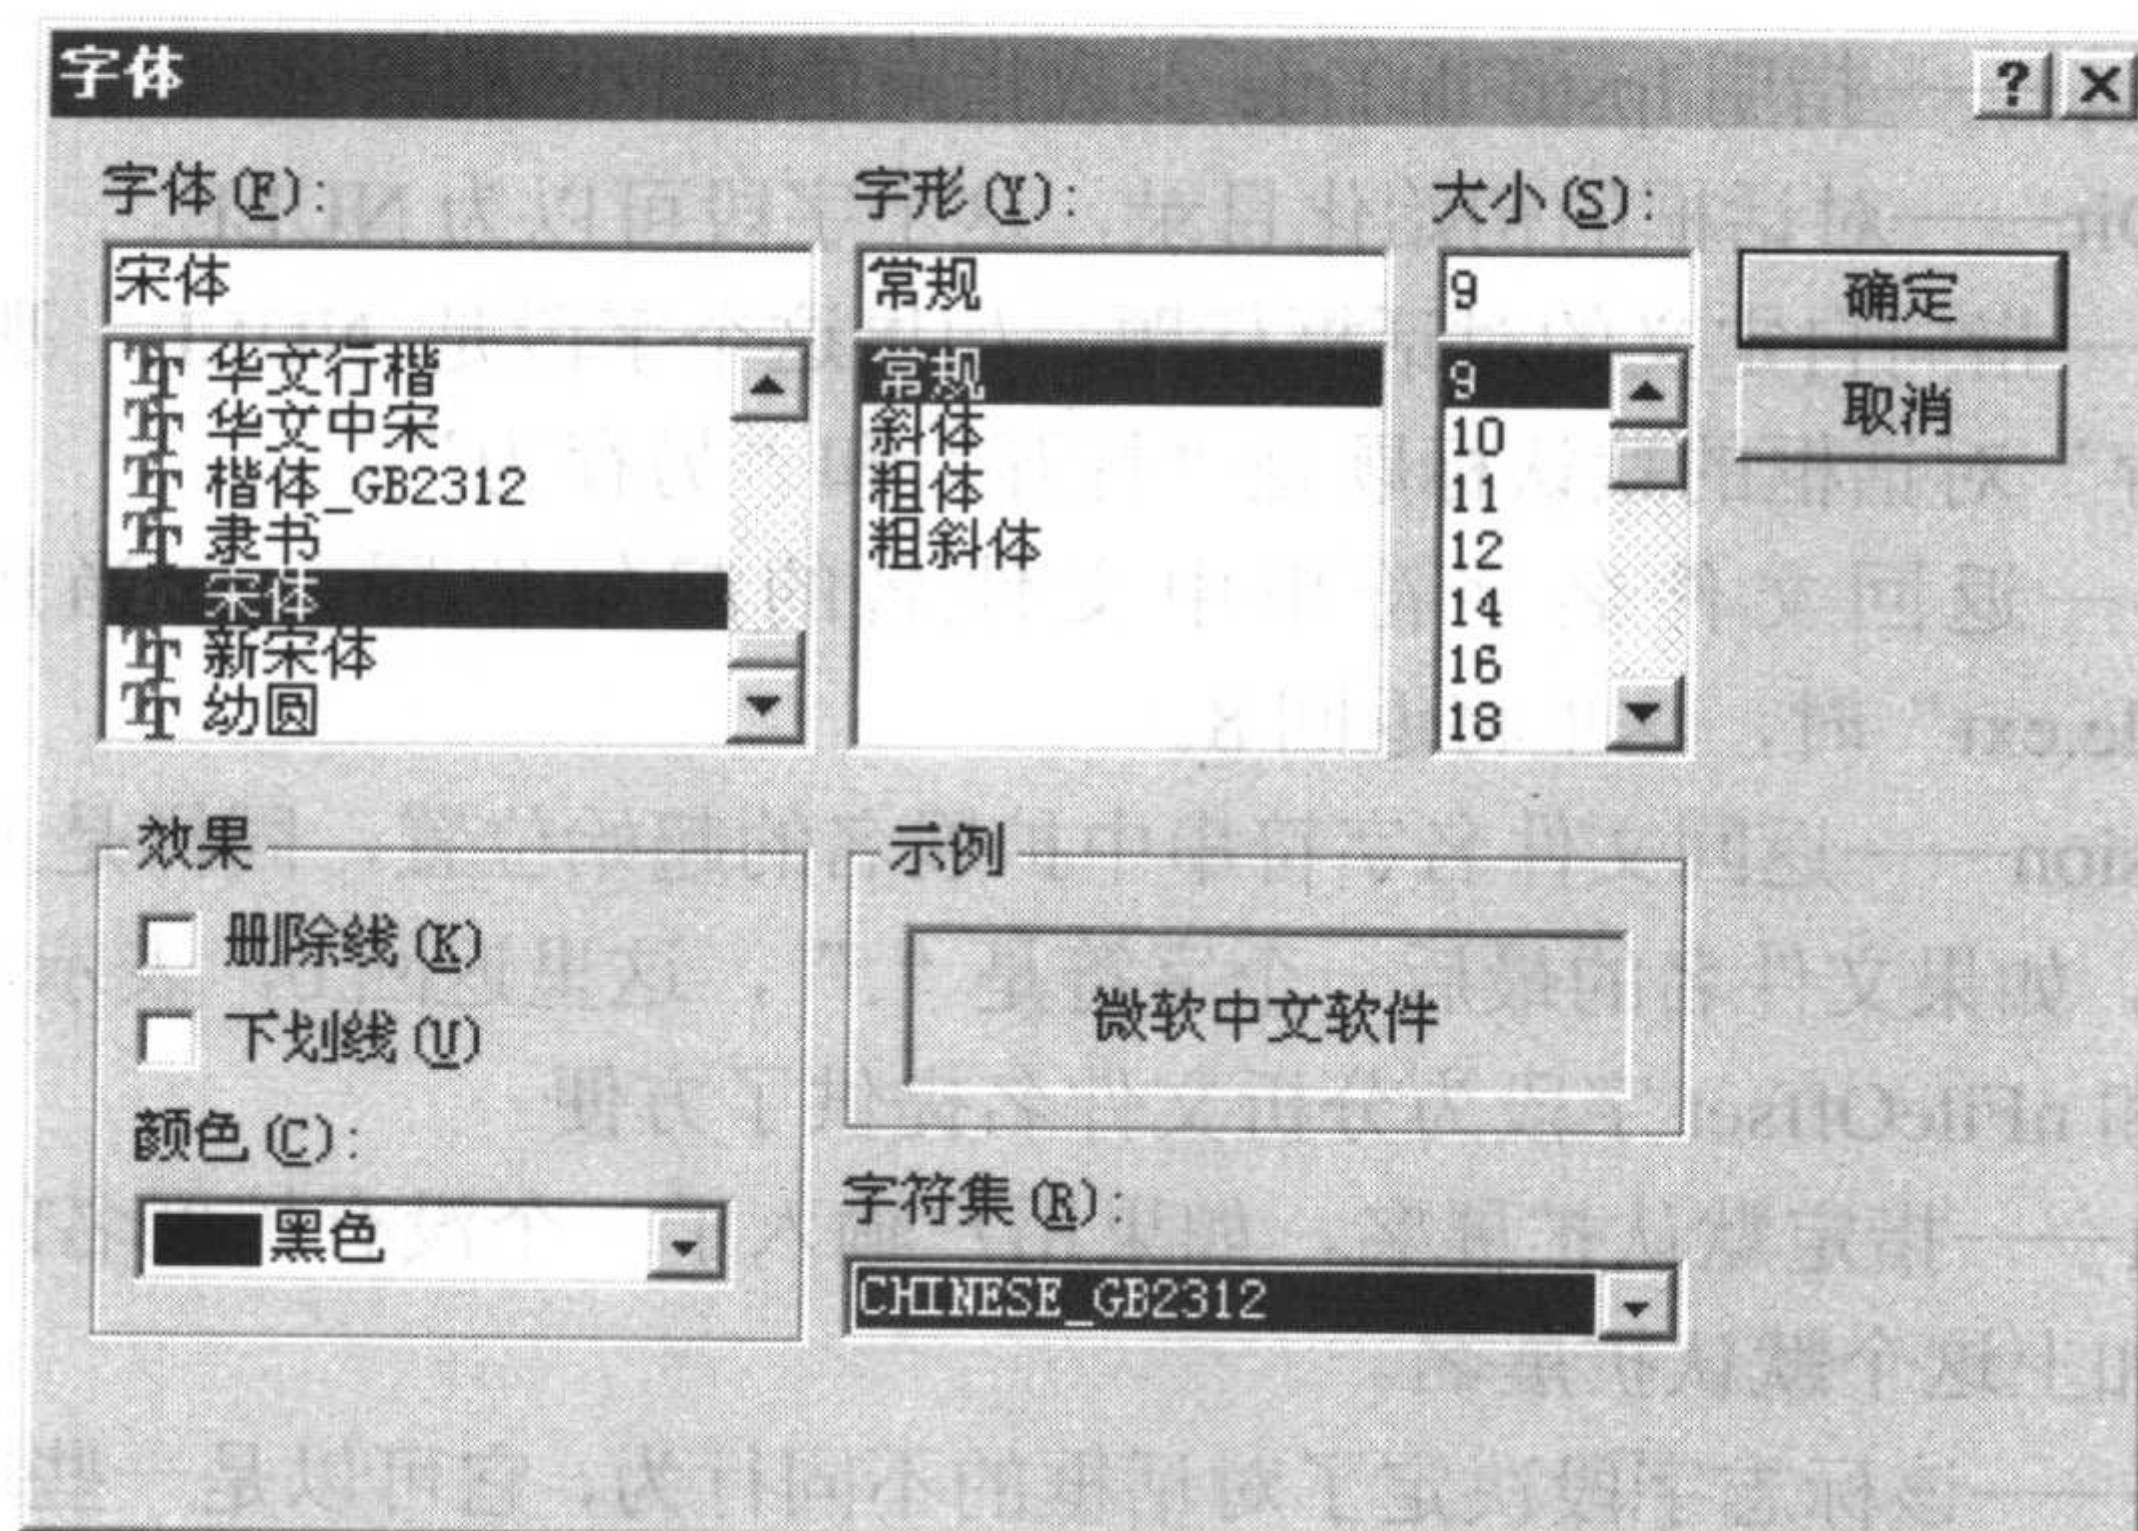 字体
字体(F):
宋体
华文行楷
华文中宋
楷体_GB2312
隶书
宋体
新宋体
幼圆
字形(Y):
常规
常规
斜体
粗体
粗斜体
大小(S):
9
9
10
11
12
14
16
18
确定
取消
效果
删除线(K)
下划线(U)
颜色(C):
黑色
示例
微软中文软件
字符集(R):
CHINESE_GB2312